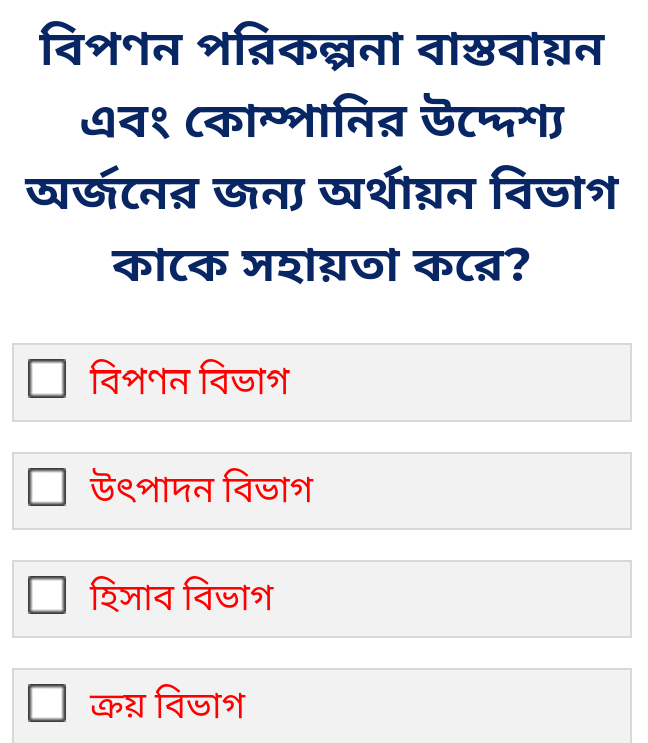 বিপণন পরিকল্পনা বাস্তবায়ন
এবং কোম্পানির উদ্দেশ্য
অর্জনের জন্য অর্থায়ন বিভাগ
কাকে সহায়তা করে?
বিপণন বিভাগ
উৎপাদন বিভাগ
হিসাব বিভাগ
ক্রয় বিভাগ